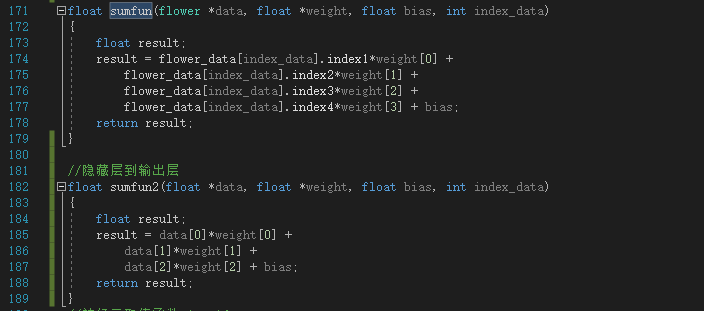 171 float sumfun(flower *data, float *weight, float bias, int index_data)
172 {
173 float result;
174 result = flower_data[index_data].index1*weight[0] +
175 flower_data[index_data].index2*weight[1] +
176 flower_data[index_data].index3*weight[2] +
177 flower_data[index_data].index4*weight[3] + bias;
178 return result;
179 }
180
181 //隐藏层到输出层
182 float sumfun2(float *data, float *weight, float bias, int index_data)
183 {
184 float result;
185 result = data[0]*weight[0] +
186 data[1]*weight[1] +
187 data[2]*weight[2] + bias;
188 return result;
189 }